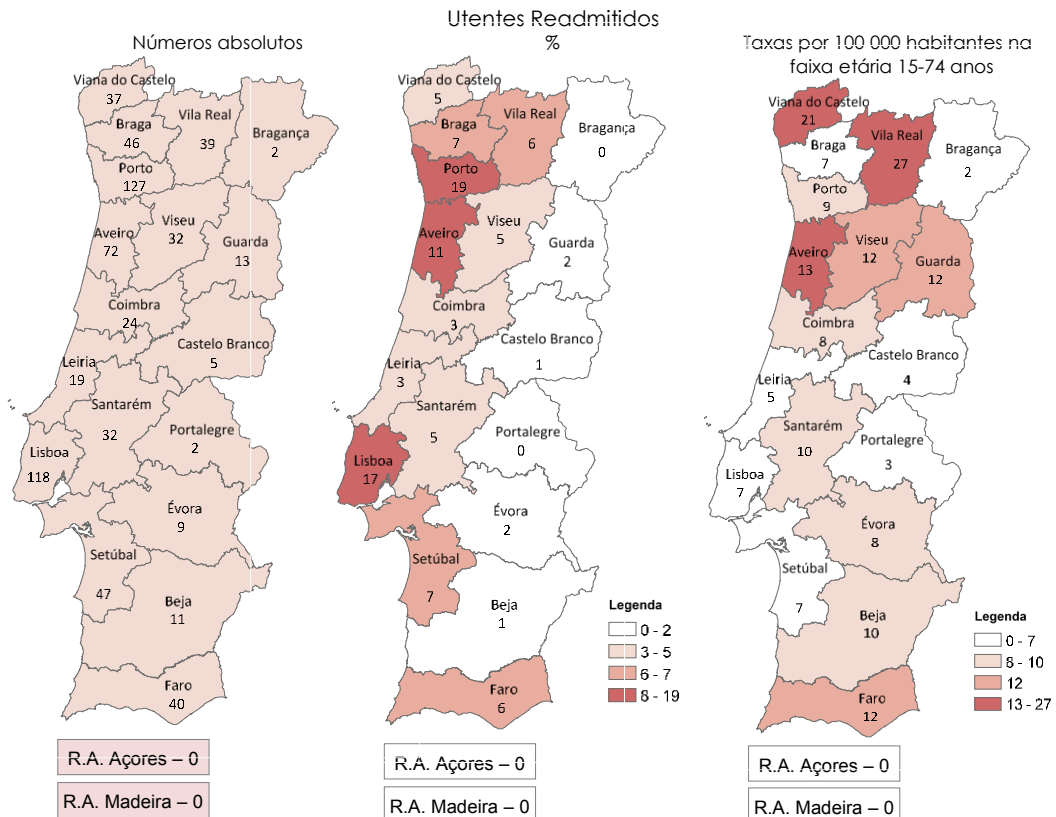 Utentes Readmitidos
Números absolutos
Viana do Castelo
37
Braga
46
Vila Real
39
Bragança
2
Porto
127
Aveiro
72
Viseu
32
Guarda
13
Coimbra
24
Castelo Branco
5
Leiria
19
Santarém
32
Portalegre
2
Lisboa
118
Évora
9
Setúbal
47
Beja
11
Faro
40
R.A. Açores – 0
R.A. Madeira – 0
%
Viana do Castelo
5
Braga
7
Vila Real
6
Bragança
0
Porto
19
Aveiro
11
Viseu
5
Guarda
2
Coimbra
3
Castelo Branco
1
Leiria
3
Santarém
5
Portalegre
0
Lisboa
17
Évora
2
Setúbal
7
Beja
1
Faro
6
Legenda
0 - 2
3 - 5
6 - 7
8 - 19
R.A. Açores – 0
R.A. Madeira – 0
Taxas por 100 000 habitantes na
faixa etária 15-74 anos
Viana do Castelo
21
Braga
7
Vila Real
27
Bragança
2
Porto
9
Aveiro
13
Viseu
12
Guarda
12
Coimbra
8
Castelo Branco
4
Leiria
5
Santarém
10
Portalegre
3
Lisboa
7
Évora
8
Setúbal
7
Beja
10
Faro
12
Legenda
0 - 7
8 - 10
12
13 - 27
R.A. Açores – 0
R.A. Madeira – 0